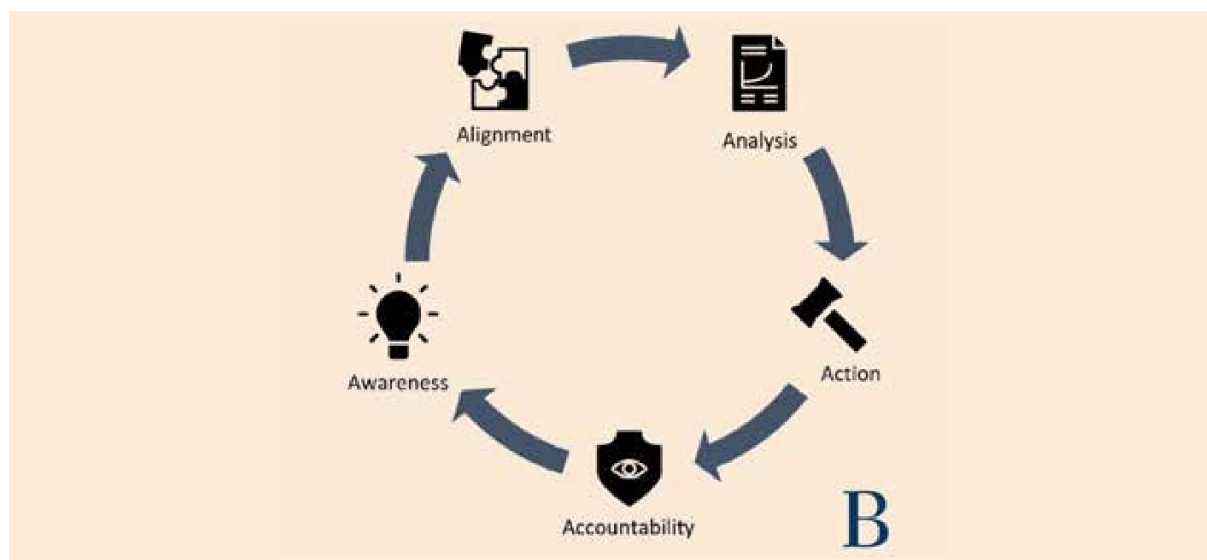 Alignment
Analysis
Action
Accountability
Awareness
B